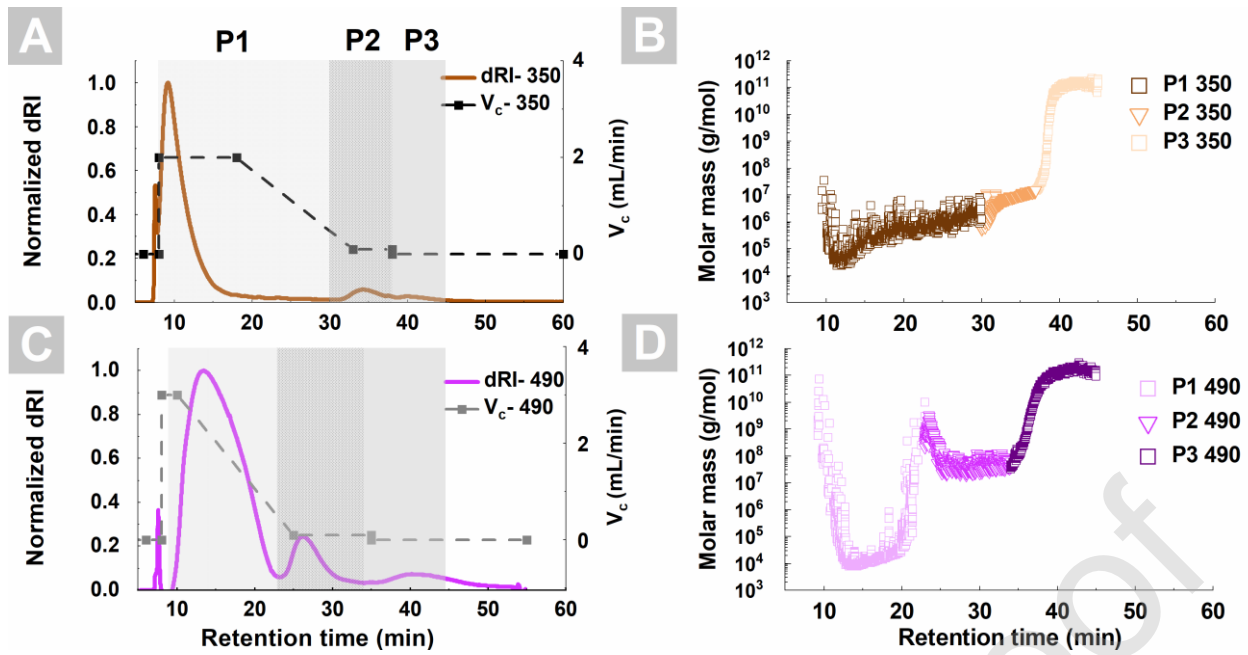 A
P1
P2
P3
Normalized dRI
1.0
0.8
0.6
0.4
0.2
0.0
dRI- 350
Vc- 350
4
2
0
Vc (mL/min)
10 20 30 40 50 60
B
Molar mass (g/mol)
10^12
10^11
10^10
10^9
10^8
10^7
10^6
10^5
10^4
10^3
P1 350
P2 350
P3 350
10 20 30 40 50 60
C
Normalized dRI
1.0
0.8
0.6
0.4
0.2
0.0
dRI- 490
Vc- 490
4
2
0
Vc (mL/min)
10 20 30 40 50 60
Retention time (min)
D
Molar mass (g/mol)
10^12
10^11
10^10
10^9
10^8
10^7
10^6
10^5
10^4
10^3
P1 490
P2 490
P3 490
10 20 30 40 50 60
Retention time (min)